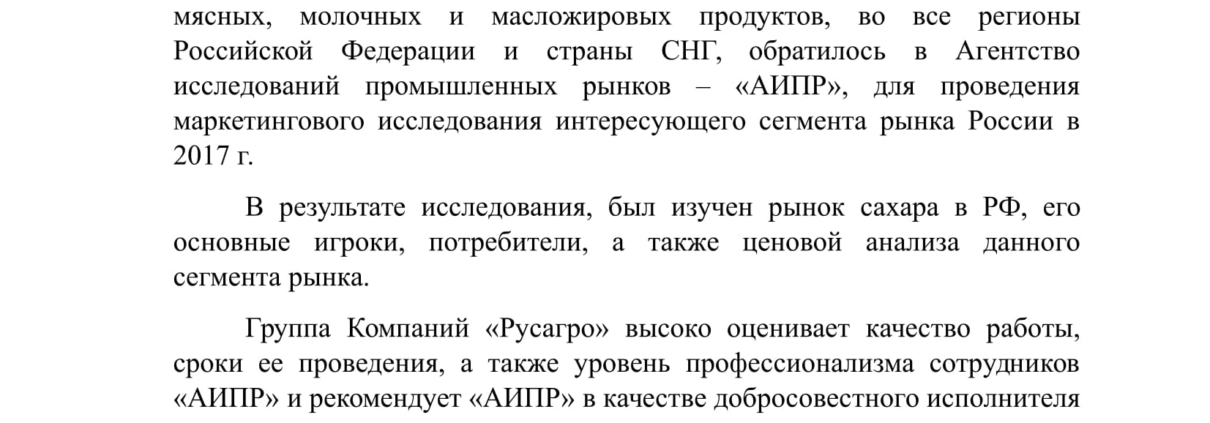 мясных, молочных и масложировых продуктов, во все регионы
Российской Федерации и страны СНГ, обратилось в Агентство
исследований промышленных рынков – «АИПР», для проведения
маркетингового исследования интересующего сегмента рынка России в
2017 г.
В результате исследования, был изучен рынок сахара в РФ, его
основные игроки, потребители, а также ценовой анализа данного
сегмента рынка.
Группа Компаний «Русагро» высоко оценивает качество работы,
сроки ее проведения, а также уровень профессионализма сотрудников
«АИПР» и рекомендует «АИПР» в качестве добросовестного исполнителя